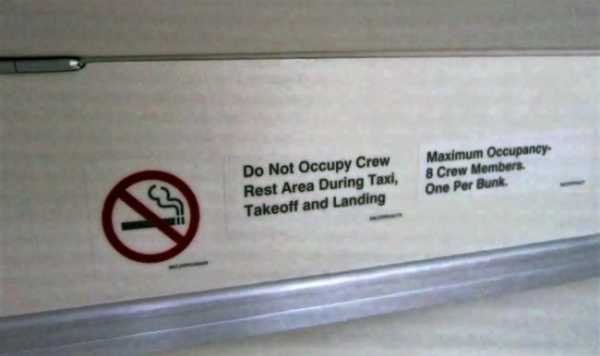 Do Not Occupy Crew
Rest Area During Taxi,
Takeoff and Landing
Maximum Occupancy-
8 Crew Members.
One Per Bunk.